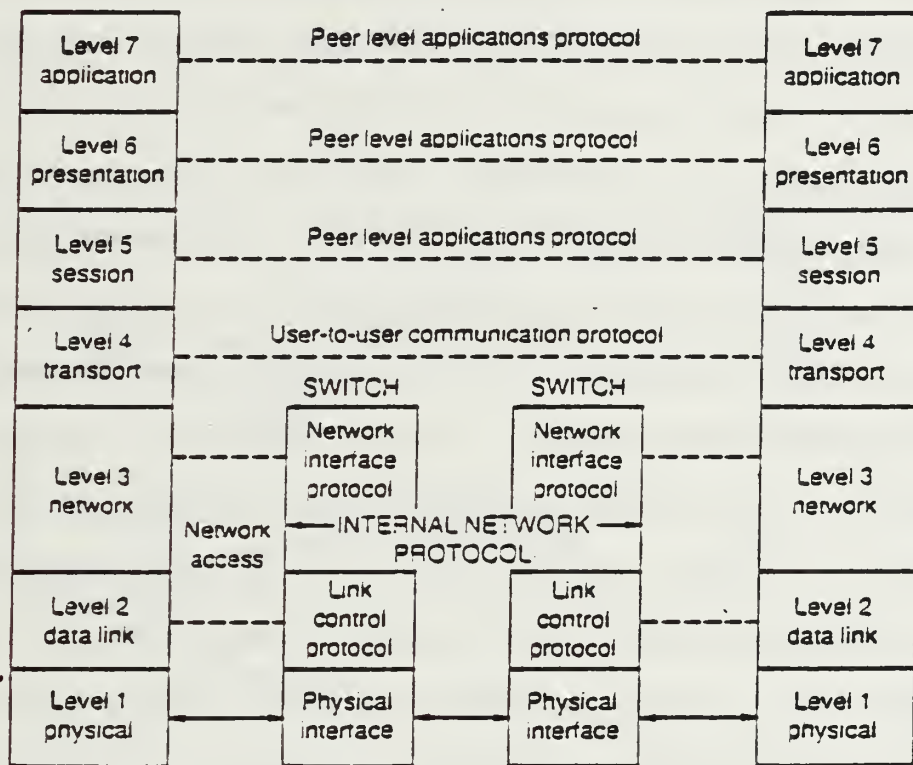 Level 7
application
Peer level applications protocol
Level 7
application
Level 6
presentation
Peer level applications protocol
Level 6
presentation
Level 5
session
Peer level applications protocol
Level 5
session
Level 4
transport
User-to-user communication protocol
Level 4
transport
SWITCH
SWITCH
Level 3
network
Network
interface
protocol
Network
interface
protocol
Level 3
network
Network
access
INTERNAL NETWORK
PROTOCOL
Level 2
data link
Link
control
protocol
Link
control
protocol
Level 2
data link
Level 1
physical
Physical
interface
Physical
interface
Level 1
physical